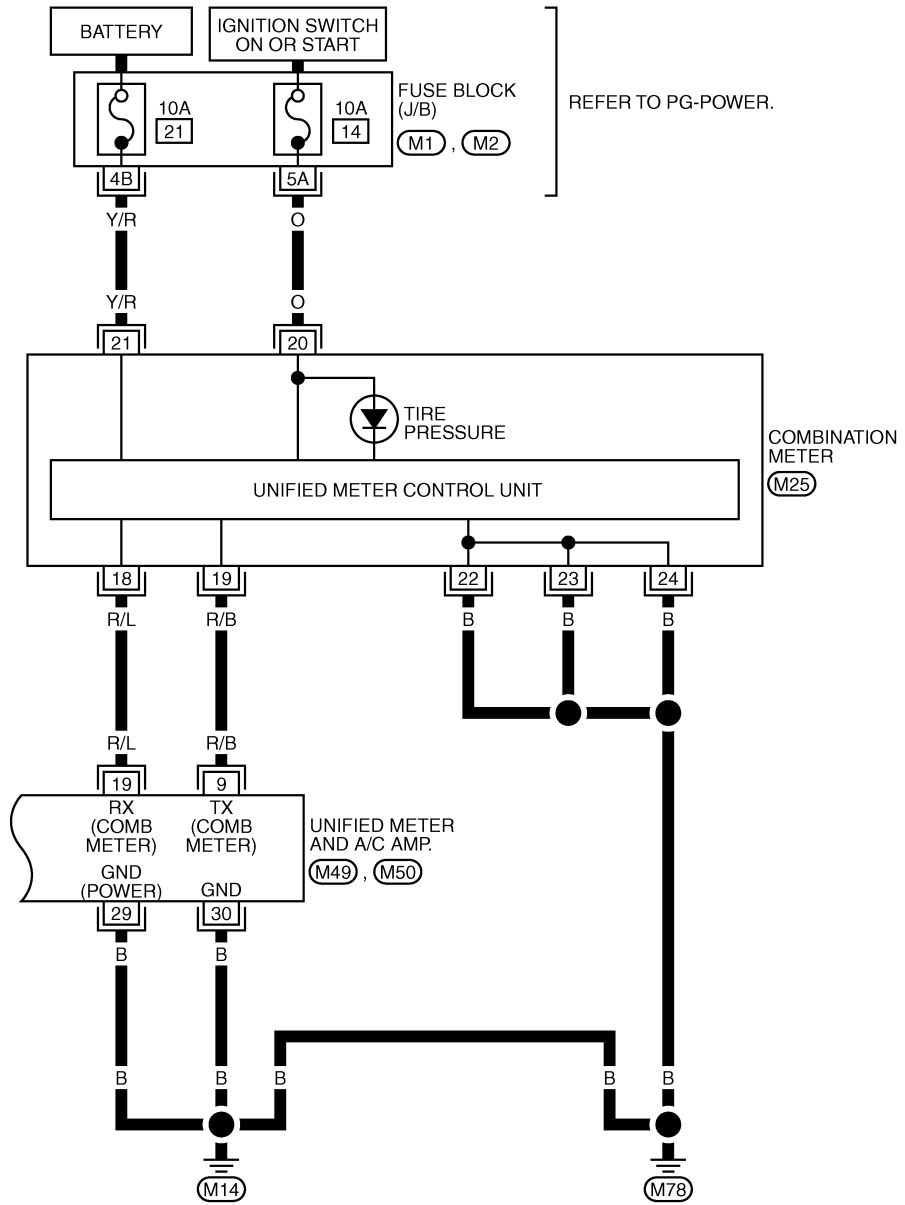 BATTERY
IGNITION SWITCH
ON OR START
10A
21
10A
14
FUSE BLOCK
(J/B)
M1 , M2
REFER TO PG-POWER.
4B
5A
Y/R
O
Y/R
O
21
20
TIRE
PRESSURE
COMBINATION
METER
M25
UNIFIED METER CONTROL UNIT
18
19
22
23
24
R/L
R/B
B
B
B
R/L
R/B
19
9
RX
(COMB
METER)
TX
(COMB
METER)
UNIFIED METER
AND A/C AMP.
M49 , M50
GND
(POWER)
GND
29
30
B
B
B
B
B
B
B
M14
M78